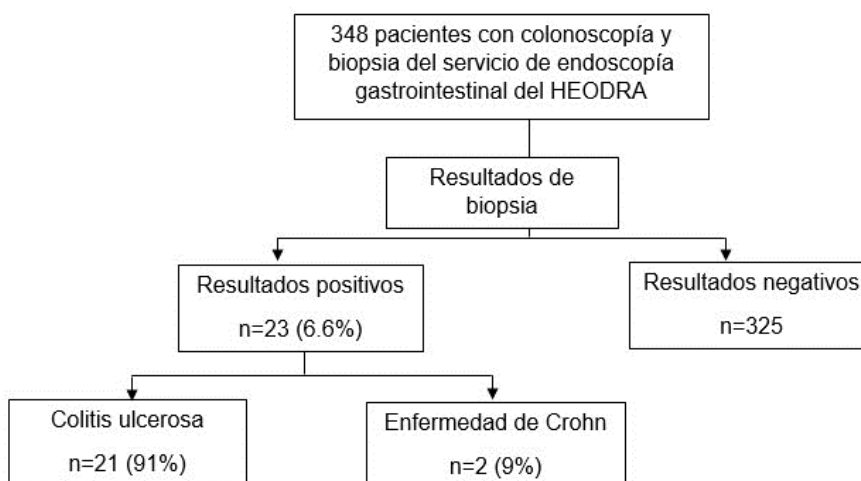 348 pacientes con colonoscopía y
biopsia del servicio de endoscopía
gastrointestinal del HEODRA
Resultados de
biopsia
Resultados positivos
n=23 (6.6%)
Resultados negativos
n=325
Colitis ulcerosa
n=21 (91%)
Enfermedad de Crohn
n=2 (9%)